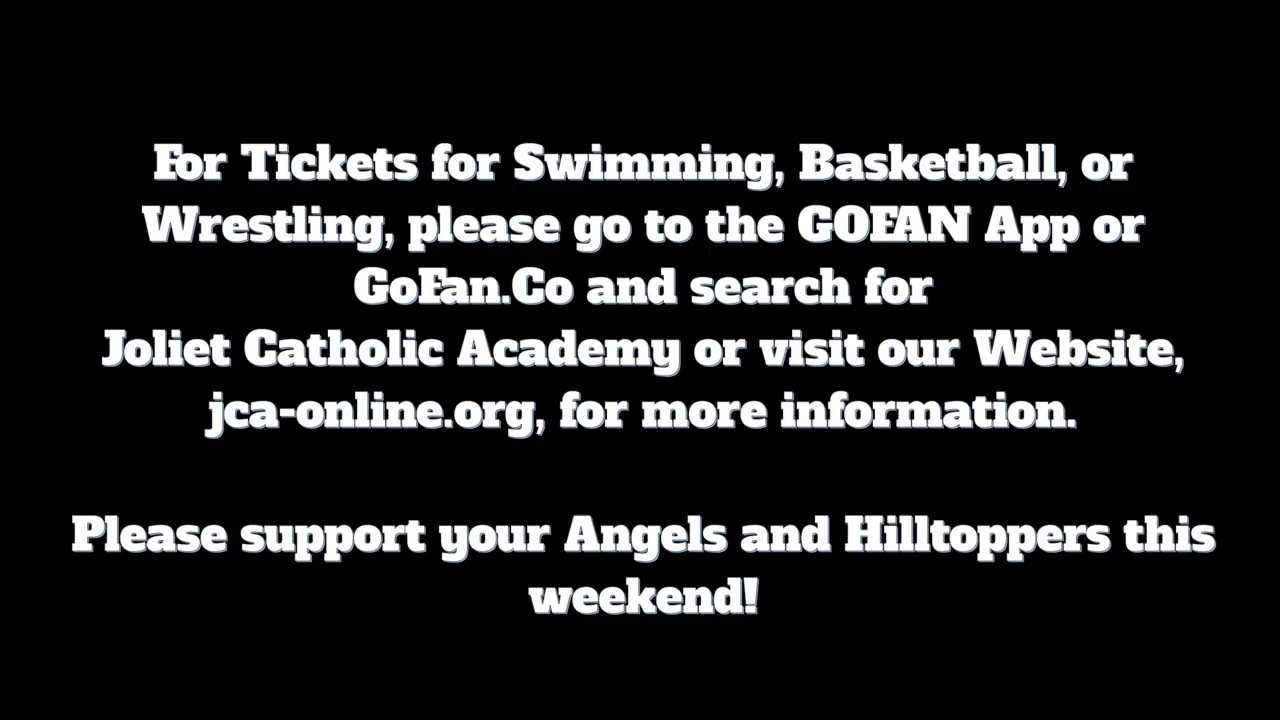 For Tickets for Swimming, Basketball, or
Wrestling, please go to the GOFAN App or
GoFan.Co and search for
Joliet Catholic Academy or visit our Website,
jca-online.org, for more information.
Please support your Angels and Hilltoppers this
weekend!